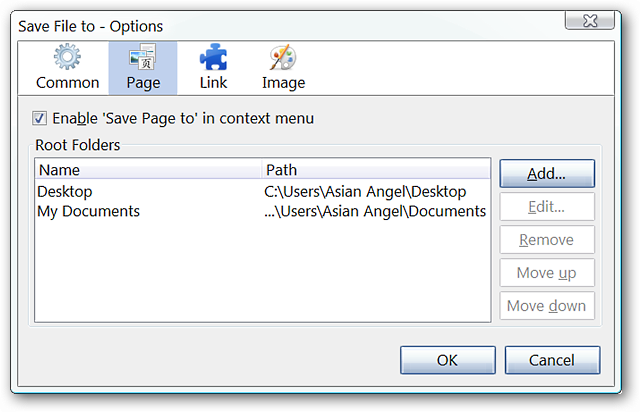 Save File to - Options
Common Page Link Image
Enable 'Save Page to' in context menu
Root Folders
Name Path
Desktop C:\Users\Asian Angel\Desktop
My Documents ...\Users\Asian Angel\Documents
Add...
Edit...
Remove
Move up
Move down
OK Cancel